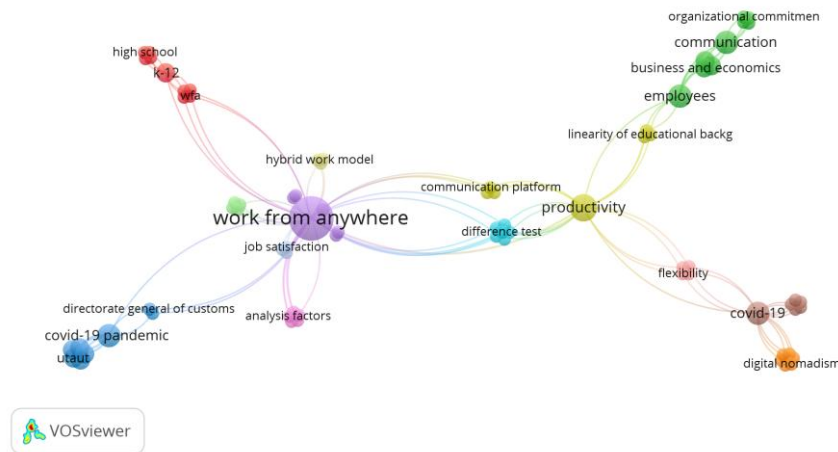 organizational commitmen
communication
high school
k-12
business and economics
wfa
employees
linearity of educational backg
hybrid work model
communication platform
productivity
work from anywhere
difference test
job satisfaction
flexibility
directorate general of customs
analysis factors
covid-19
covid-19 pandemic
utaut
digital nomadism
VOSviewer